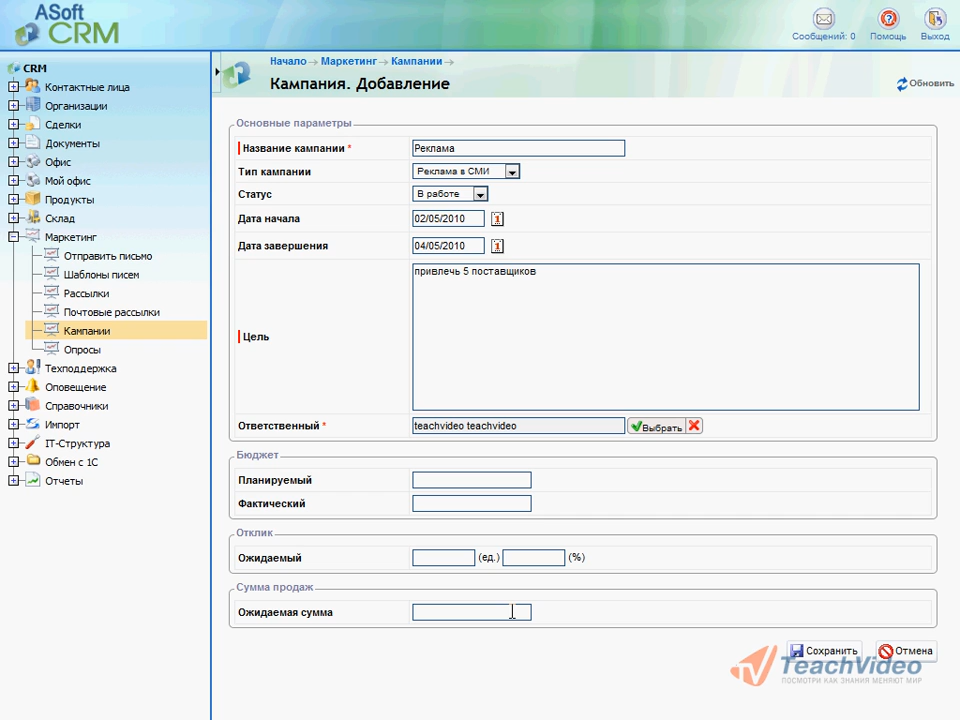 ASoft
CRM
Сообщений: 0
Помощь
Выход
CRM
Контактные лица
Организации
Сделки
Документы
Офис
Мой офис
Продукты
Склад
Маркетинг
Отправить письмо
Шаблоны писем
Рассылки
Почтовые рассылки
Кампании
Опросы
Техподдержка
Оповещение
Справочники
Импорт
IT-Структура
Обмен с 1С
Отчеты
Начало → Маркетинг → Кампании →
Кампания. Добавление
Обновить
Основные параметры
Название кампании * Реклама
Тип кампании Реклама в СМИ
Статус В работе
Дата начала 02/05/2010 1
Дата завершения 04/05/2010 1
Цель привлечь 5 поставщиков
Ответственный * teachvideo teachvideo Выбрать
Бюджет
Планируемый
Фактический
Отклик
Ожидаемый (ед.) (%)
Сумма продаж
Ожидаемая сумма
Сохранить Отмена
TeachVideo
ПОСМОТРИ КАК ЗНАНИЯ МЕНЯЮТ МИР